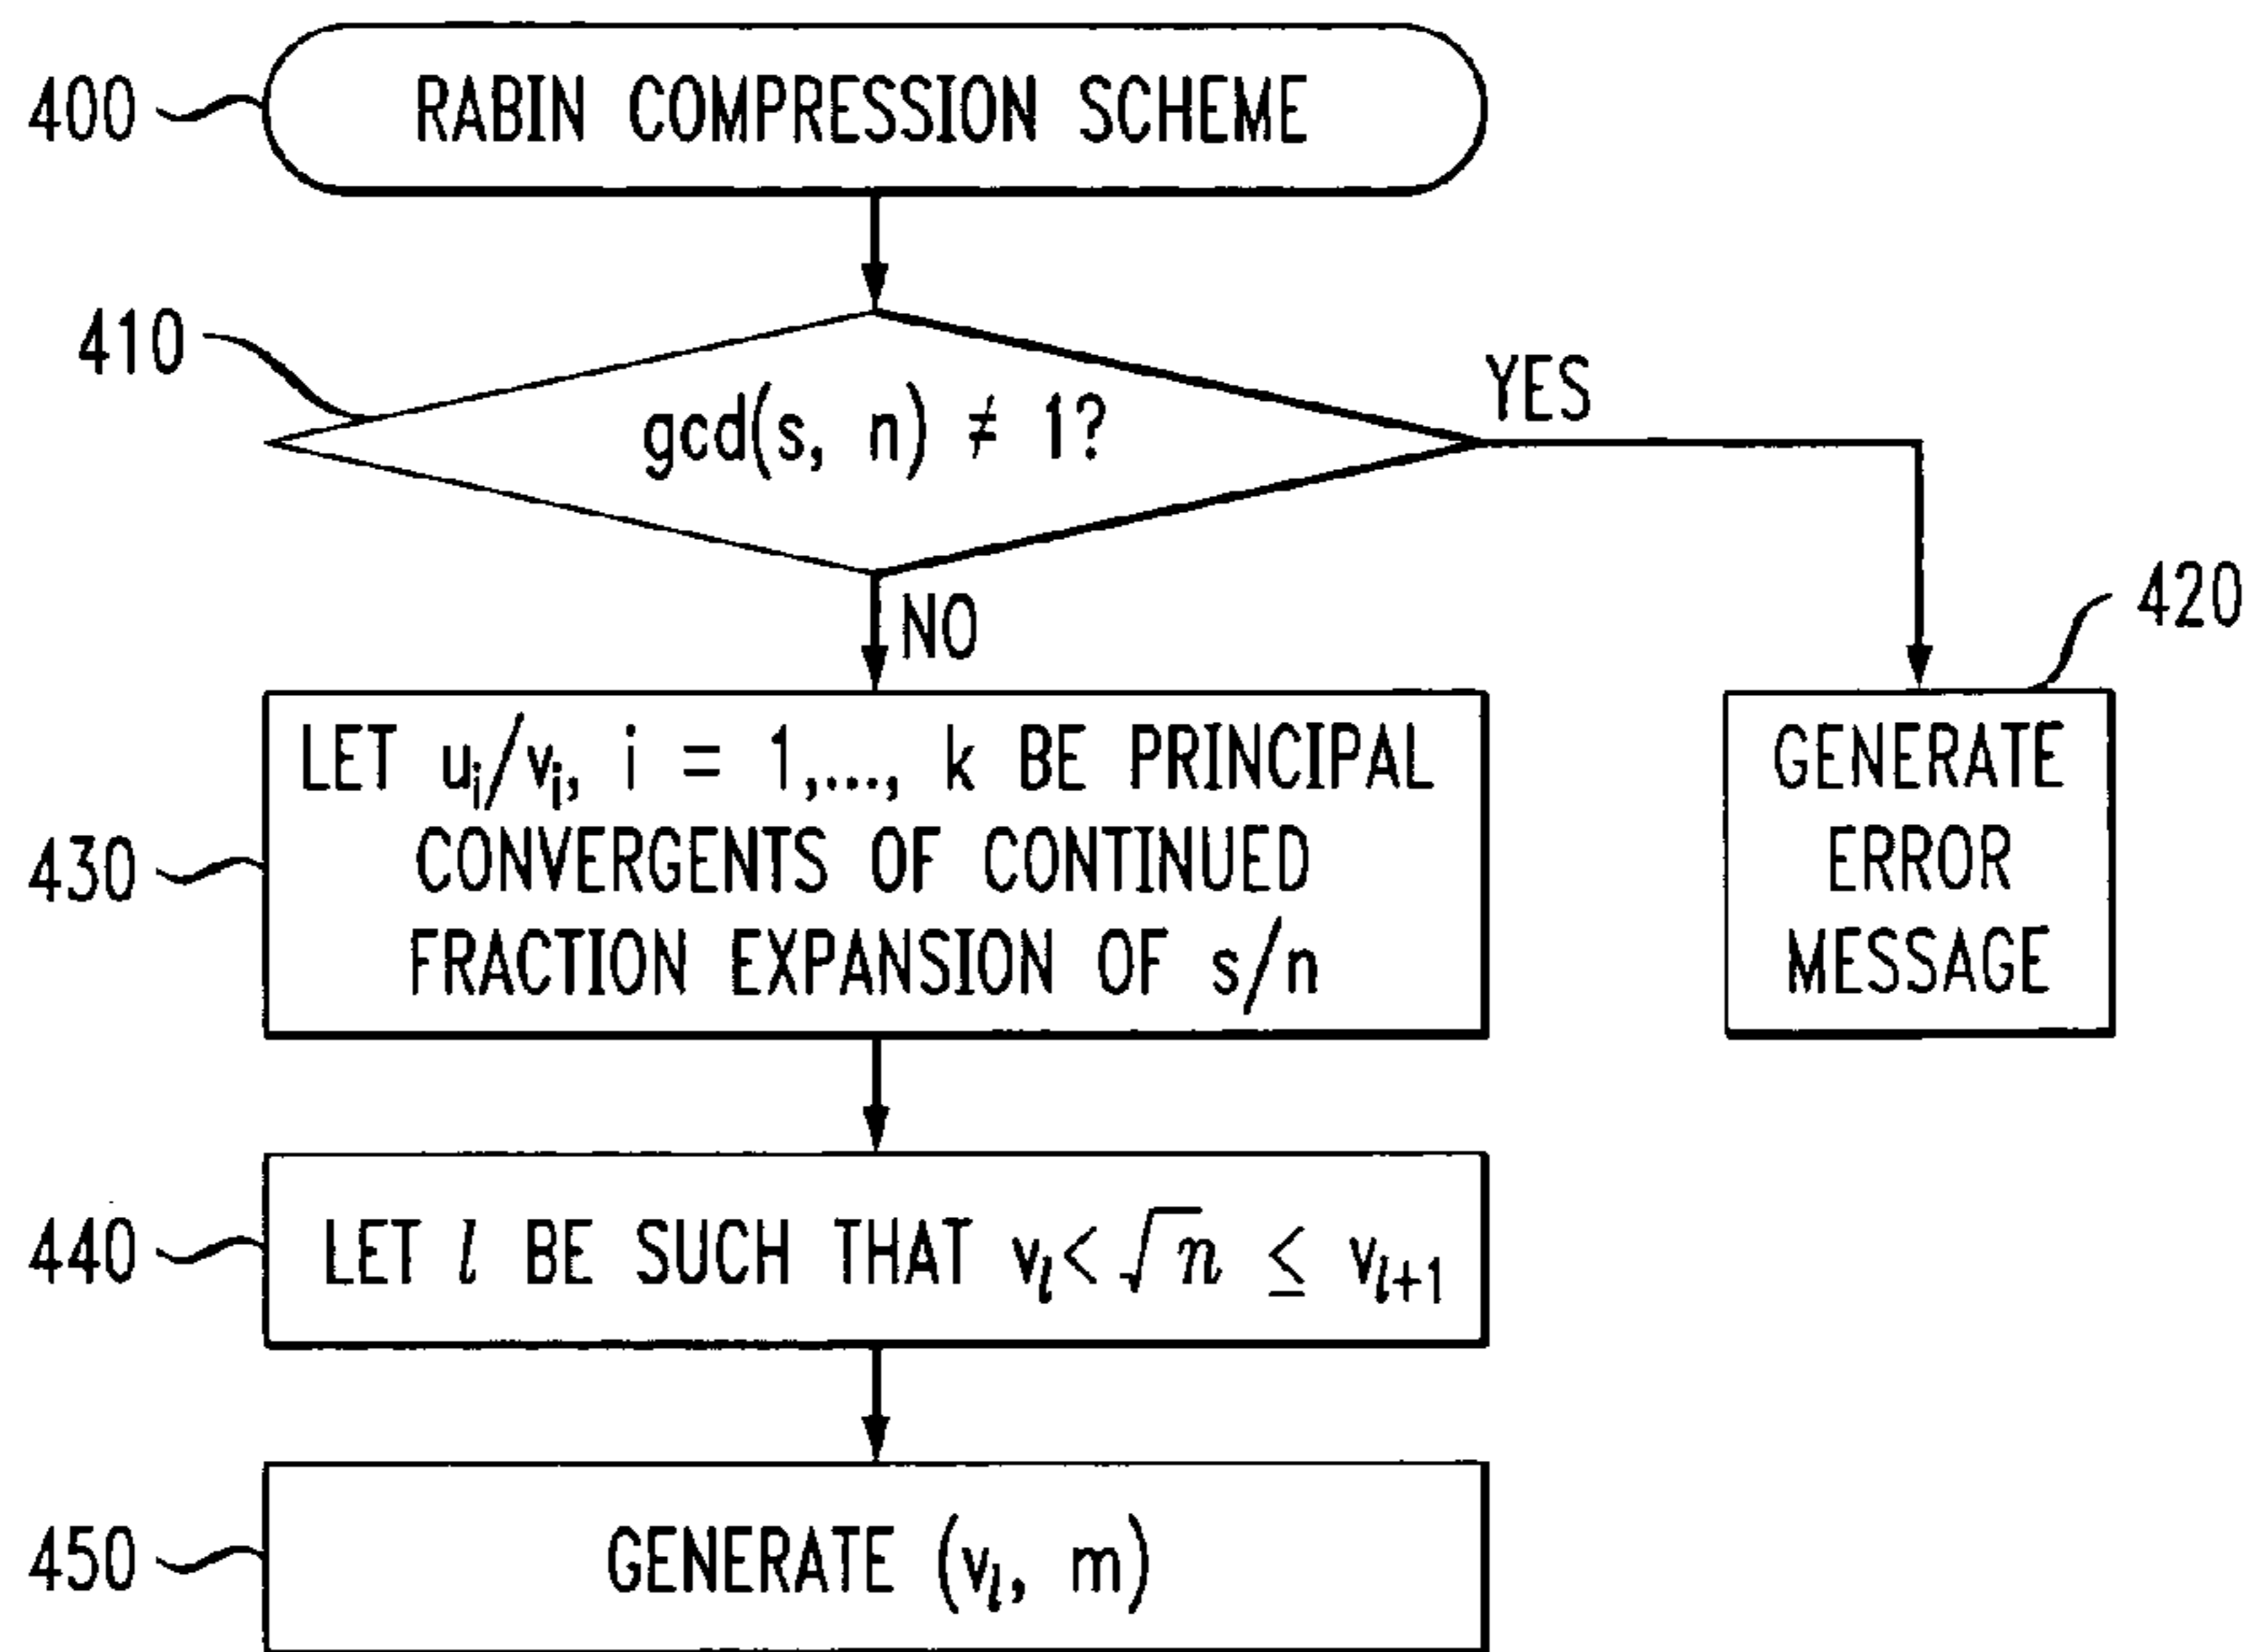 400
RABIN COMPRESSION SCHEME
410
gcd(s, n) ≠ 1?
YES
NO
420
430
LET uᵢ/vᵢ, i = 1,..., k BE PRINCIPAL
CONVERGENTS OF CONTINUED
FRACTION EXPANSION OF s/n
GENERATE
ERROR
MESSAGE
440
LET l BE SUCH THAT vₗ < √n ≤ vₗ₊₁
450
GENERATE (vₗ, m)